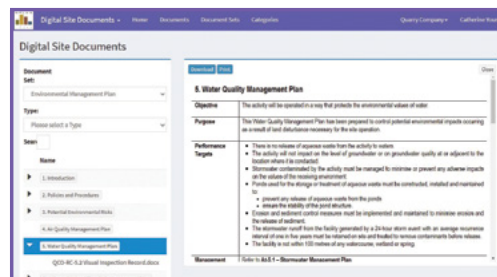 Digital Site Documents
Home
Documents
Document Sets
Categories
Quarry Company
Catherine
Digital Site Documents
Document
Set:
Environmental Management Plan
Type:
Please select a Type
Name
1. Introduction
2. Policies and Procedures
3. Potential Environmental Risks
4. Air Quality Management Plan
5. Water Quality Management Plan
QCO-RC-5.2 Visual Inspection Record.docx
Download Print
Close
5. Water Quality Management Plan
Objective
The activity will be operated in a way that protects the environmental values of water.
Purpose
This Water Quality Management Plan has been prepared to control potential environmental impacts occurring
as a result of land disturbance necessary for the site operation.
Performance
Targets
• There is no release of aqueous waste from the activity to waters
• The activity will not impact on the level of groundwater or on groundwater quality at or adjacent to the
location where it is conducted.
• Stormwater contaminated by the activity must be managed to minimise or prevent any adverse impacts
on the values of the receiving environment.
• Ponds used for the storage or treatment of aqueous waste must be constructed, installed and maintained
to:
• prevent any release of aqueous waste from the ponds
• ensure the stability of the pond structure.
• Erosion and sediment control measures must be implemented and maintained to minimise erosion and
the release of sediment.
• The stormwater runoff from the facility generated by a 24-hour storm event with an average recurrence
interval of one in five years must be retained on site and treated to remove contaminants before release.
• The facility is not within 100 metres of any watercourse, wetland or spring.
Management
Refer to
– Stormwater Management Plan